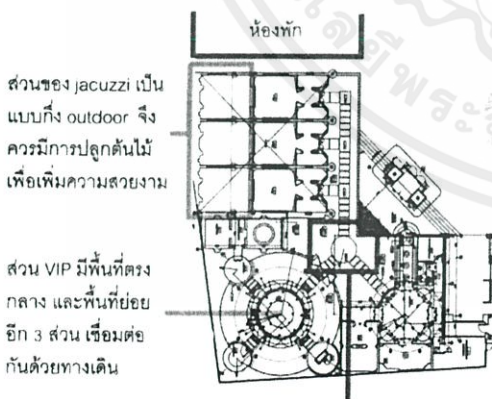 ห้องพัก
ส่วนของ jacuzzi เป็น
แบบกึ่ง outdoor จึง
ควรมีการปลูกต้นไม้
เพื่อเพิ่มความสวยงาม
ส่วน VIP มีพื้นที่ตรง
กลาง และพื้นที่ย่อย
อีก 3 ส่วน เชื่อมต่อ
กันด้วยทางเดิน